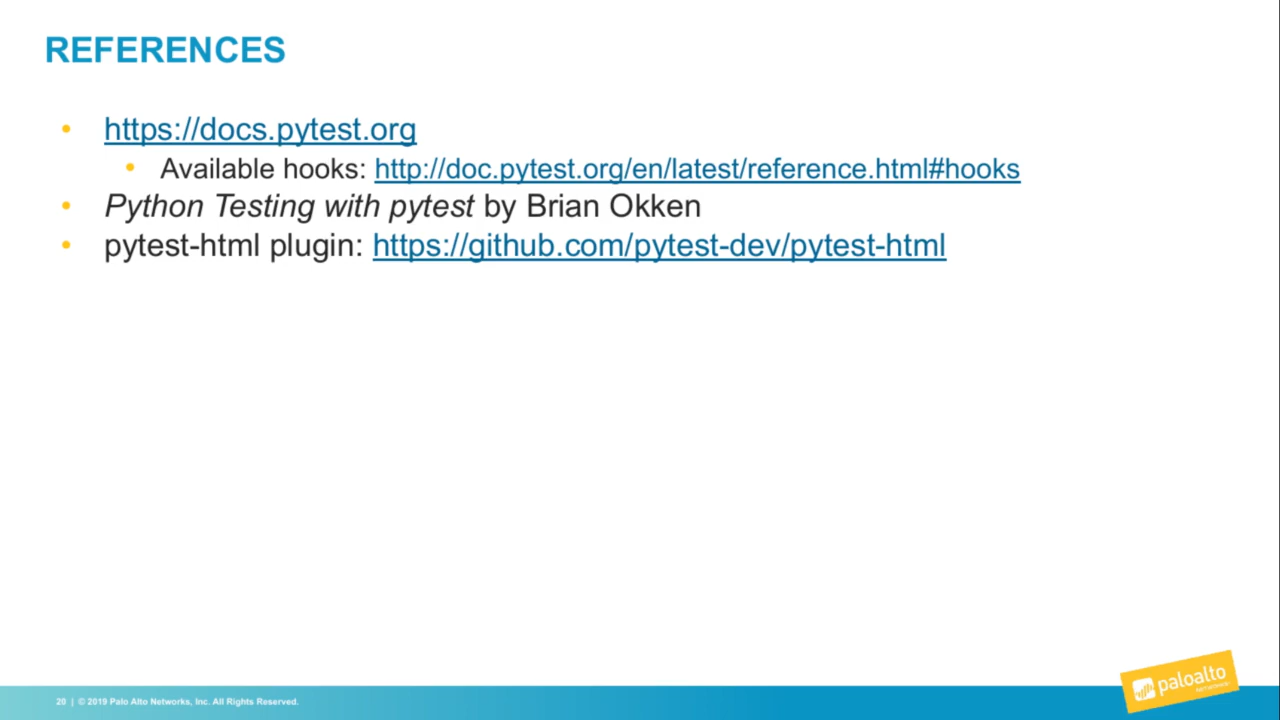 REFERENCES
• https://docs.pytest.org
• Available hooks: http://doc.pytest.org/en/latest/reference.html#hooks
• Python Testing with pytest by Brian Okken
• pytest-html plugin: https://github.com/pytest-dev/pytest-html
20 | © 2019 Palo Alto Networks, Inc. All Rights Reserved.
paloalto
NETWORKS